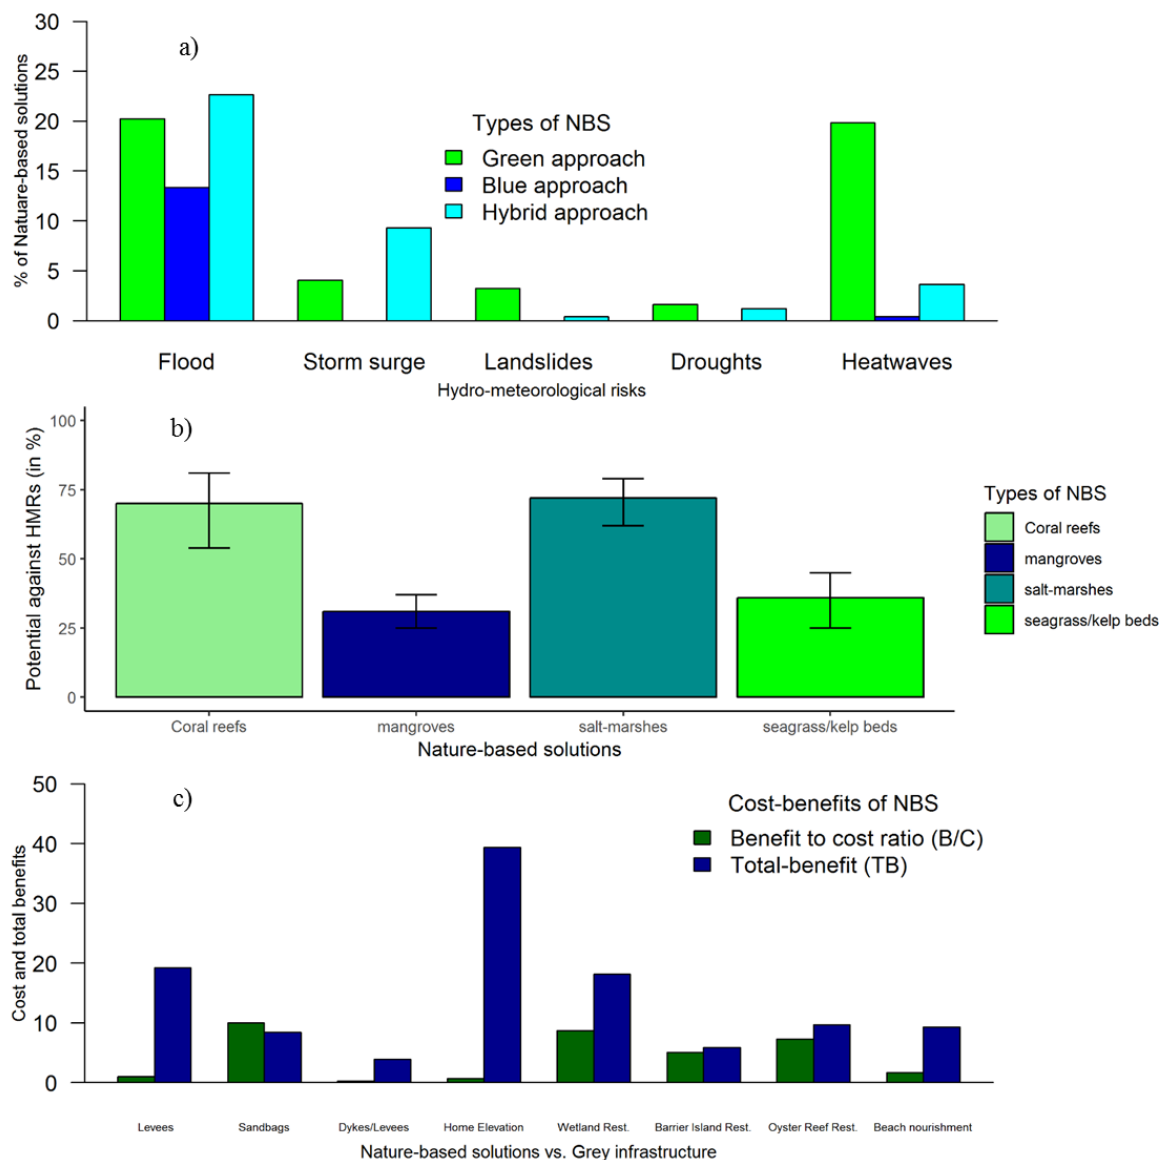 a)
% of Natuare-based solutions
30
25
20
15
10
5
0
Types of NBS
Green approach
Blue approach
Hybrid approach
Flood Storm surge Landslides Droughts Heatwaves
Hydro-meteorological risks
b)
Potential against HMRs (in %)
100
75
50
25
0
Types of NBS
Coral reefs
mangroves
salt-marshes
seagrass/kelp beds
Coral reefs mangroves salt-marshes seagrass/kelp beds
Nature-based solutions
c)
Cost and total benefits
50
40
30
20
10
0
Cost-benefits of NBS
Benefit to cost ratio (B/C)
Total-benefit (TB)
Levees Sandbags Dykes/Levees Home Elevation Wetland Rest. Barrier Island Rest. Oyster Reef Rest. Beach nourishment
Nature-based solutions vs. Grey infrastructure